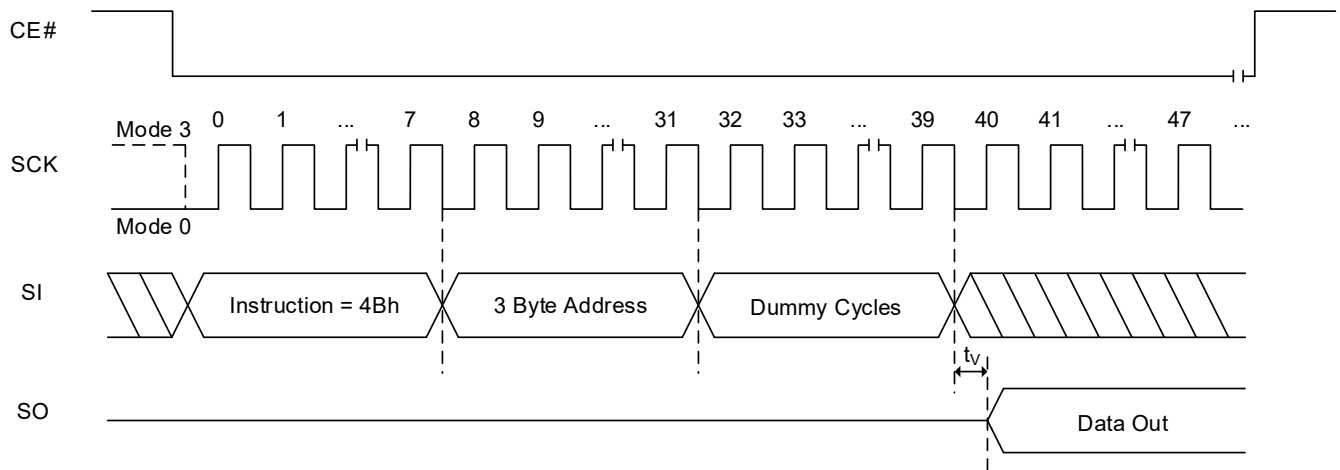 CE#
0 1 ... 7 8 9 ... 31 32 33 ... 39 40 41 ... 47 ...
Mode 3
SCK
Mode 0
SI
Instruction = 4Bh
3 Byte Address
Dummy Cycles
tV
SO
Data Out